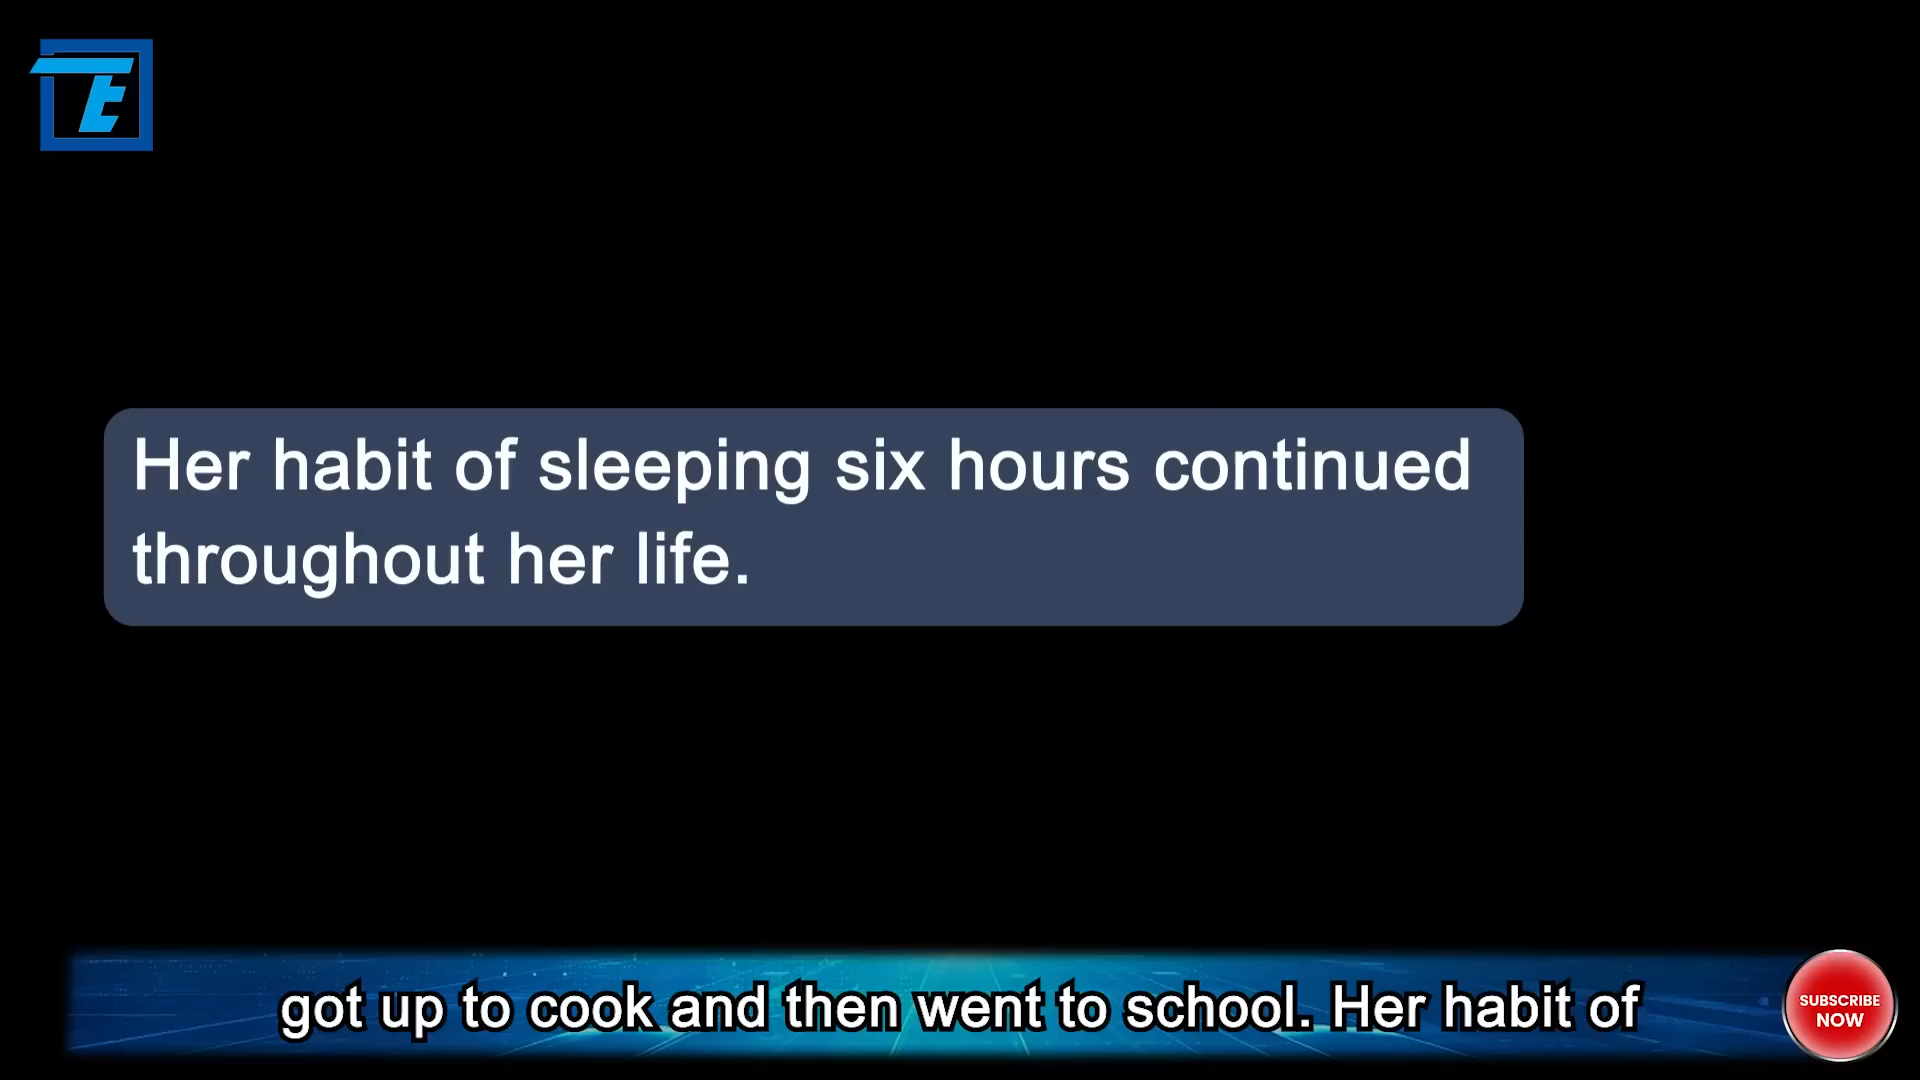 TE
Her habit of sleeping six hours continued
throughout her life.
got up to cook and then went to school. Her habit of
SUBSCRIBE
NOW